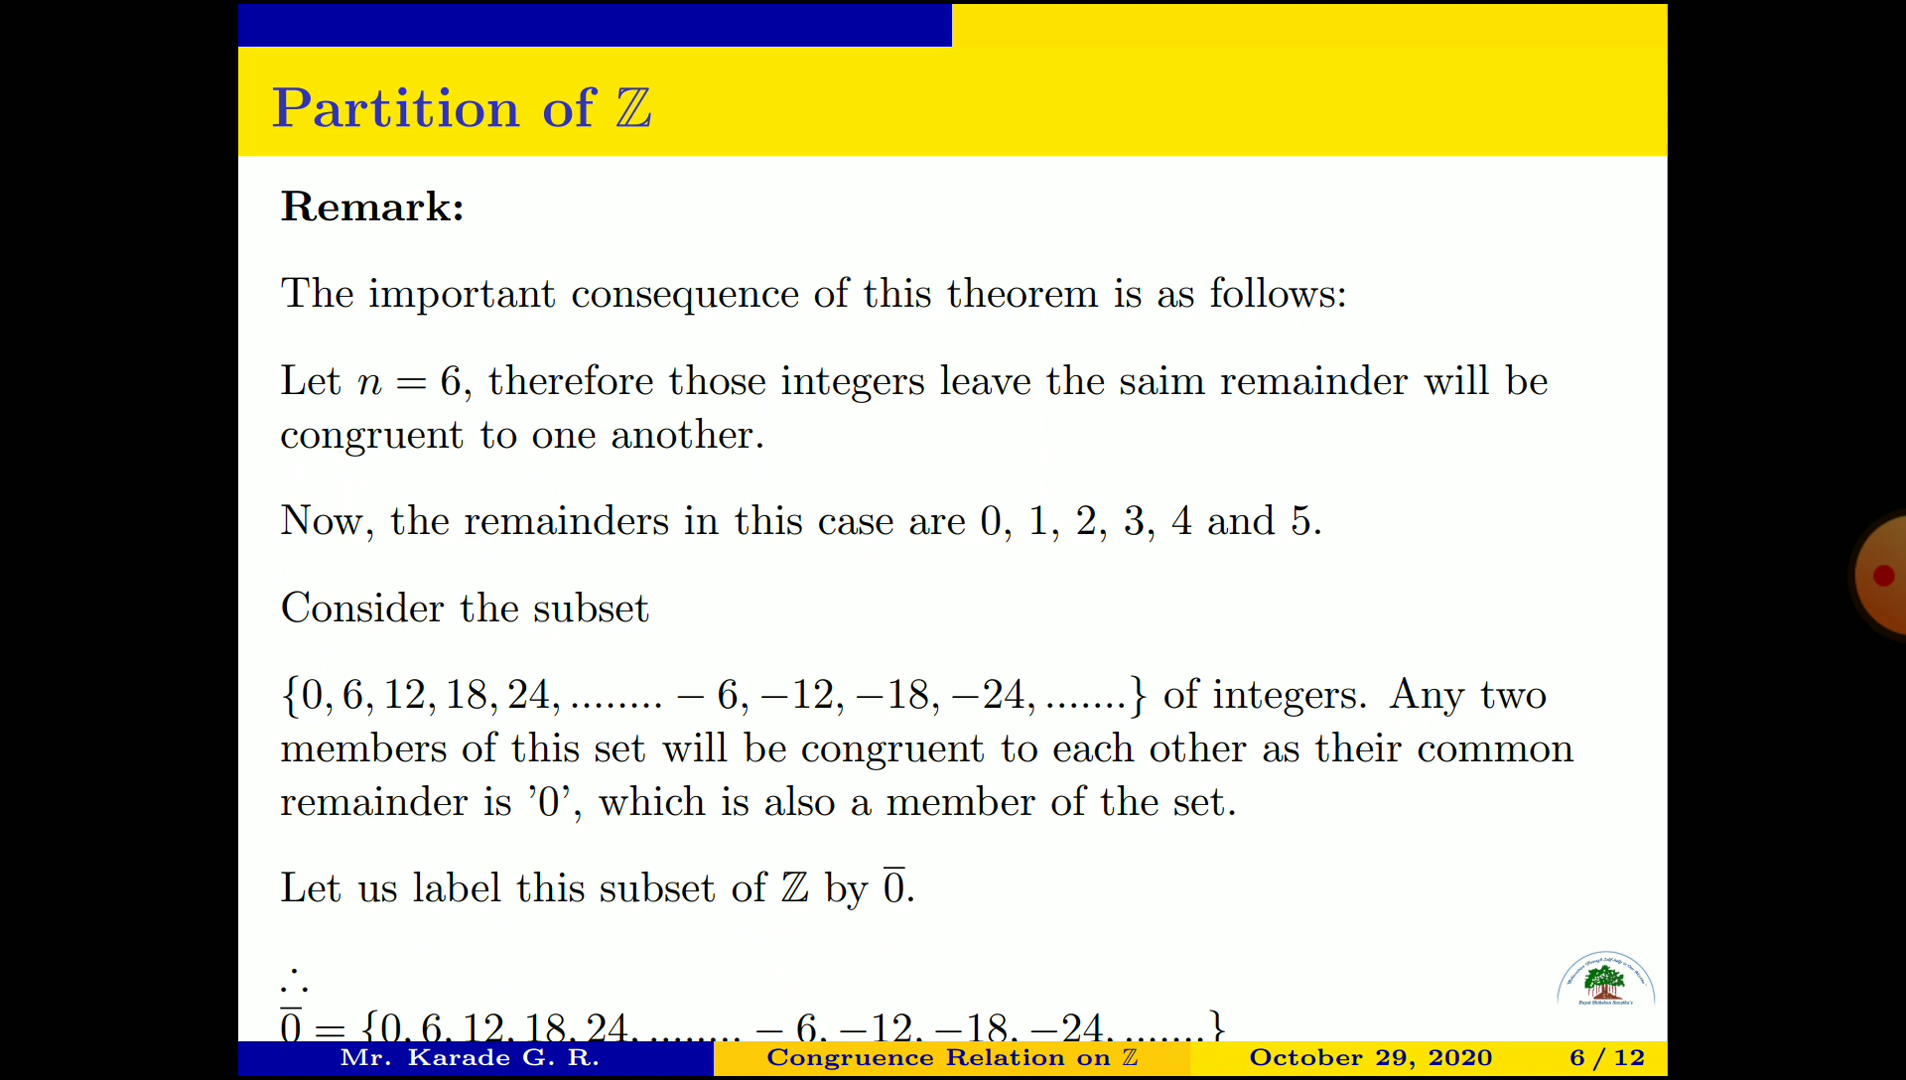 Partition of ℤ
Remark:
The important consequence of this theorem is as follows:
Let n = 6, therefore those integers leave the saim remainder will be
congruent to one another.
Now, the remainders in this case are 0, 1, 2, 3, 4 and 5.
Consider the subset
{0, 6, 12, 18, 24, ........ − 6, −12, −18, −24, .......} of integers. Any two
members of this set will be congruent to each other as their common
remainder is ’0’, which is also a member of the set.
Let us label this subset of ℤ by 0̅.
∴
0̅ = {0, 6, 12, 18, 24, ........ − 6, −12, −18, −24, .......}
Mr. Karade G. R. Congruence Relation on ℤ October 29, 2020 6 / 12